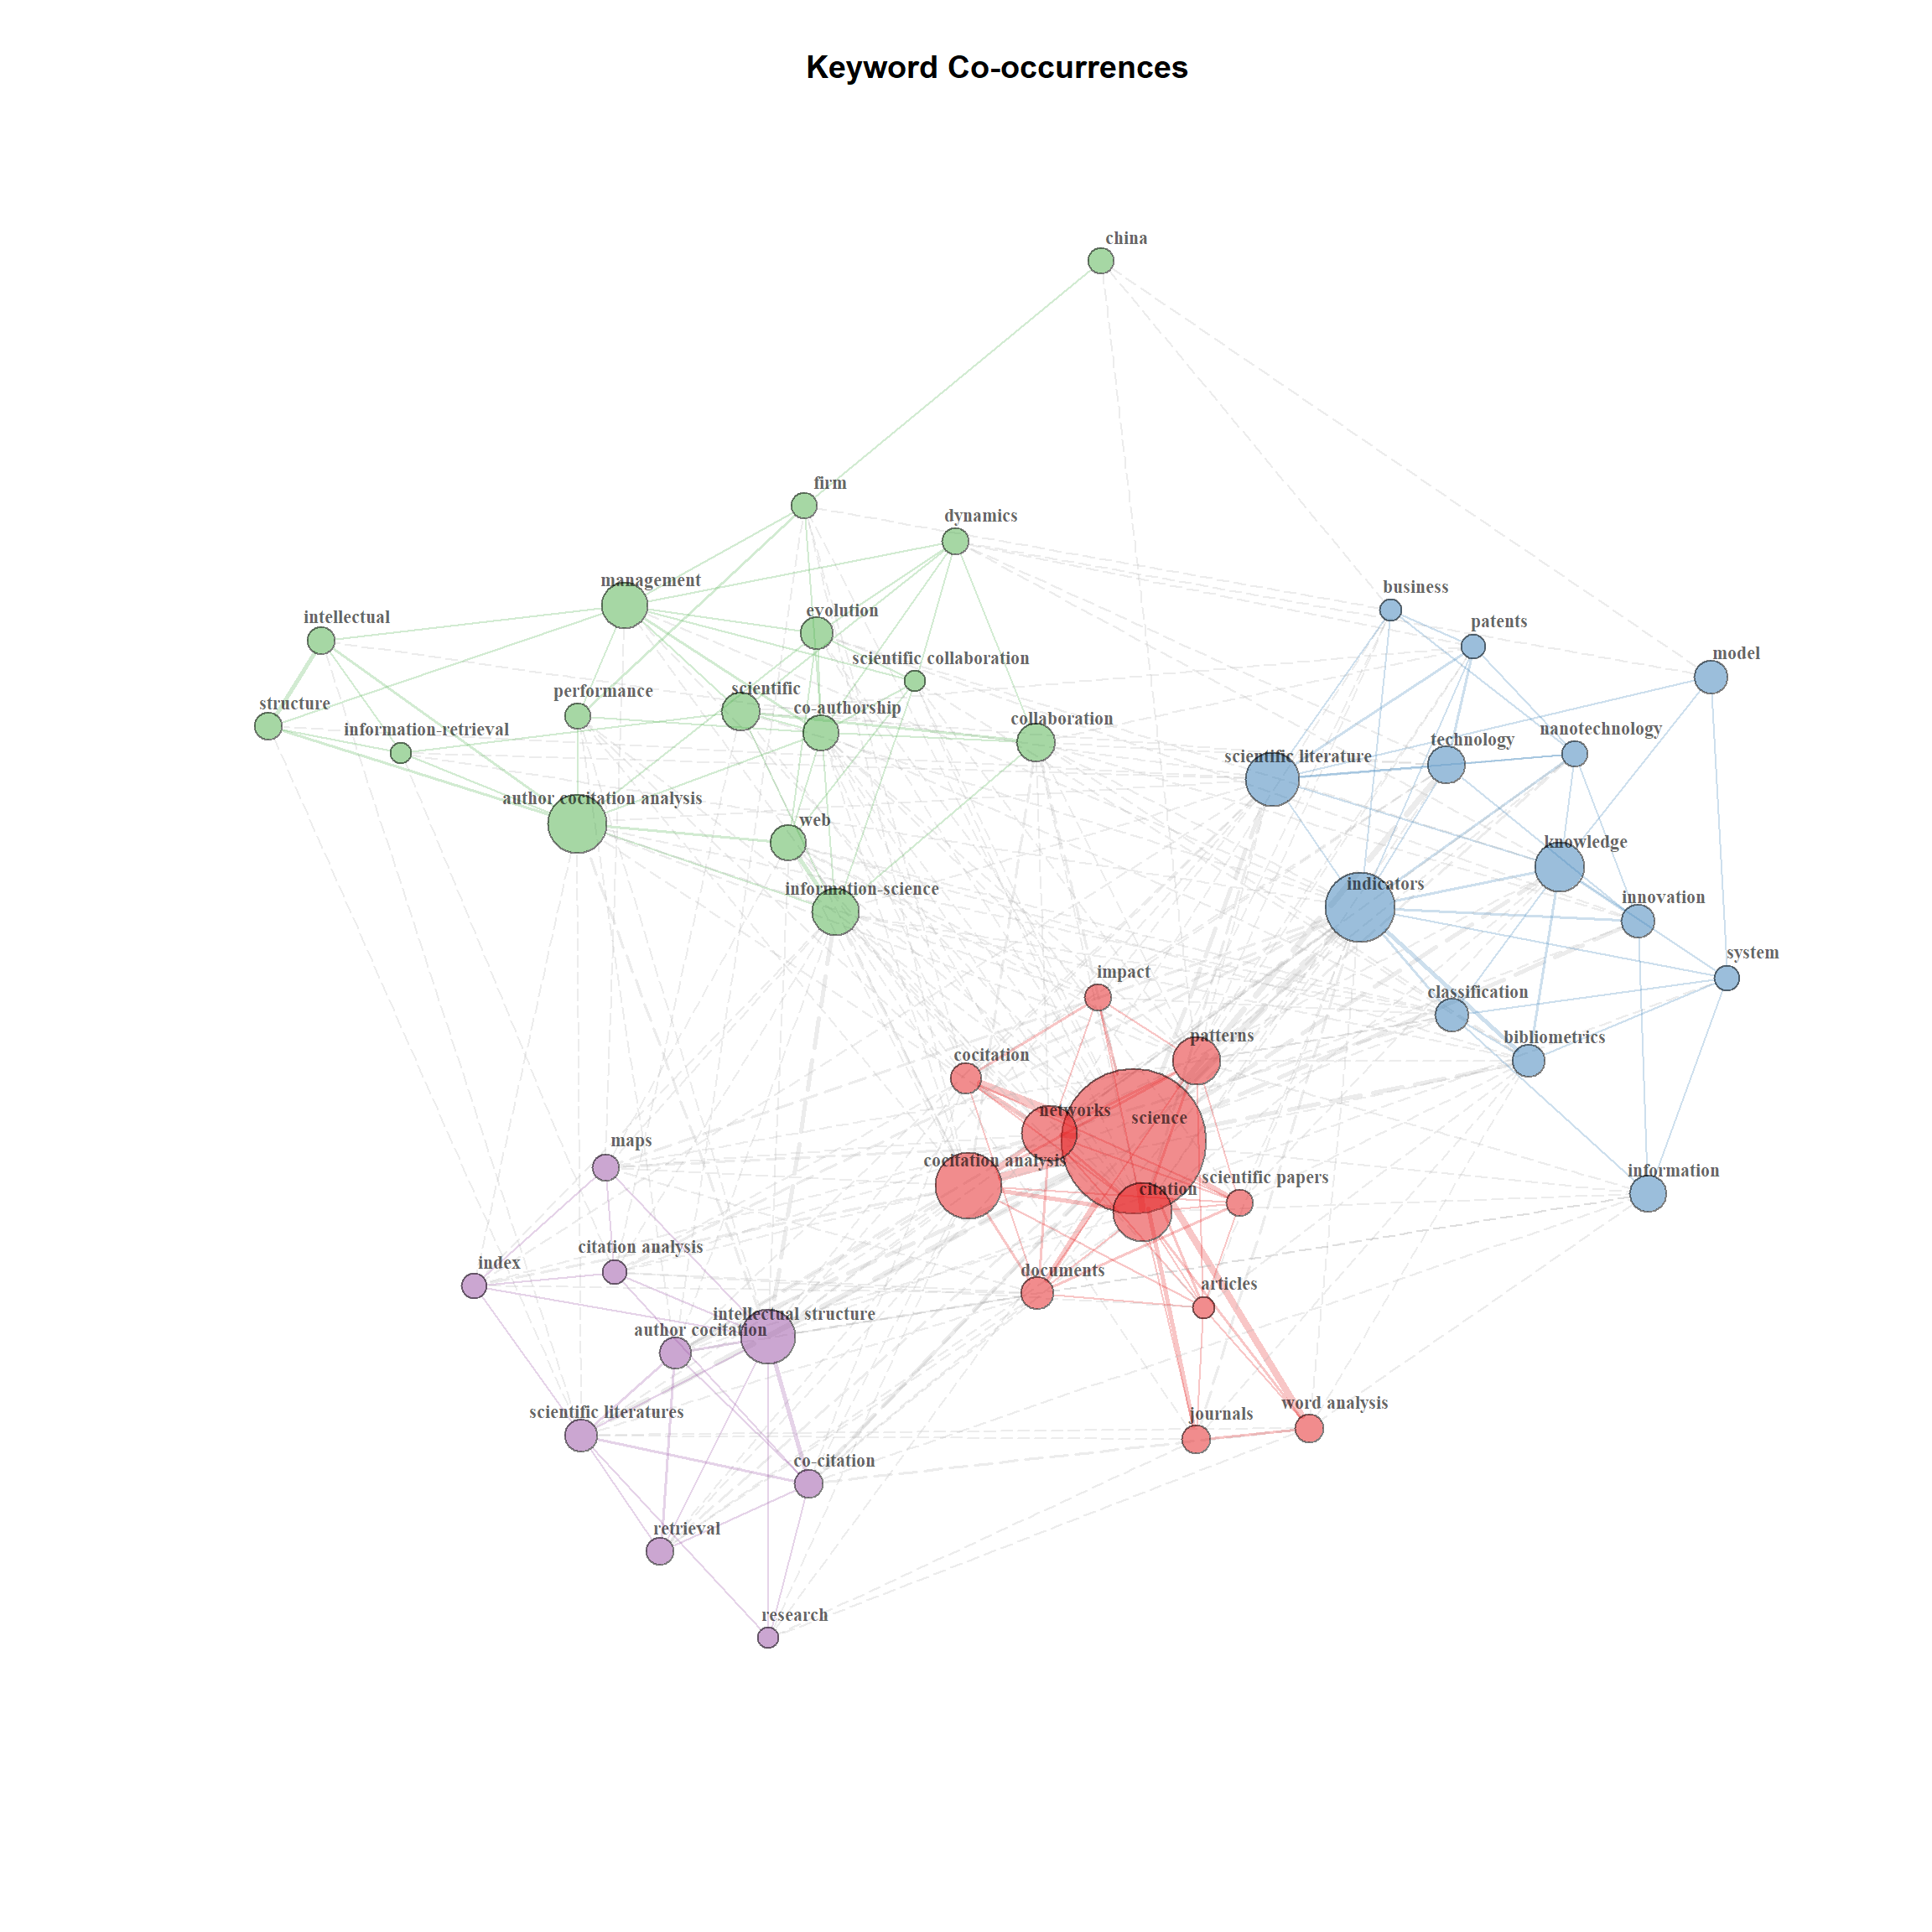 Keyword Co-occurrences
china
firm
dynamics
management
business
evolution
intellectual
patents
model
scientific collaboration
performance
scientific
structure
co-authorship
collaboration
information-retrieval
nanotechnology
technology
scientific literature
author cocitation analysis
web
knowledge
indicators
information-science
innovation
system
impact
classification
patterns
bibliometrics
cocitation
networks
science
maps
cocitation analysis
information
scientific papers
citation
citation analysis
index
documents
articles
intellectual structure
author cocitation
word analysis
scientific literatures
journals
co-citation
retrieval
research